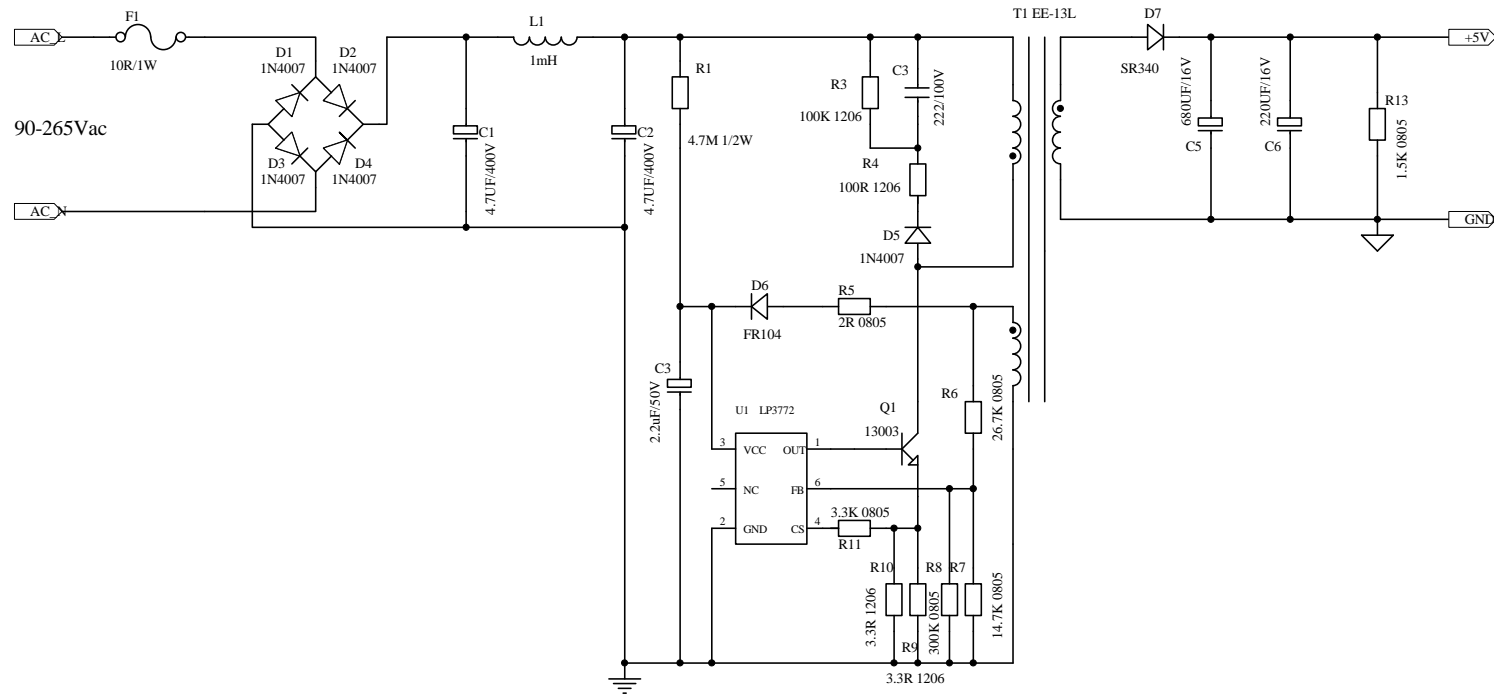 T1 EE-13L
F1
L1
D7
AC_L
+5V
D1
D2
10R/1W
1N4007
1N4007
1mH
R1
R3
C3
SR340
100K 1206
222/100V
680UF/16V
220UF/16V
R13
90-265Vac
C1
C2
4.7M 1/2W
C5
C6
1.5K 0805
D3
D4
1N4007
1N4007
4.7UF/400V
4.7UF/400V
R4
100R 1206
AC_N
GND
D5
1N4007
D6
R5
FR104
2R 0805
C3
2.2uF/50V
R6
26.7K 0805
U1 LP3772
Q1
13003
3 VCC OUT 1
5 NC FB 6
2 GND CS 4
3.3K 0805
R11
R10
R8
R7
3.3R 1206
300K 0805
14.7K 0805
R9
3.3R 1206